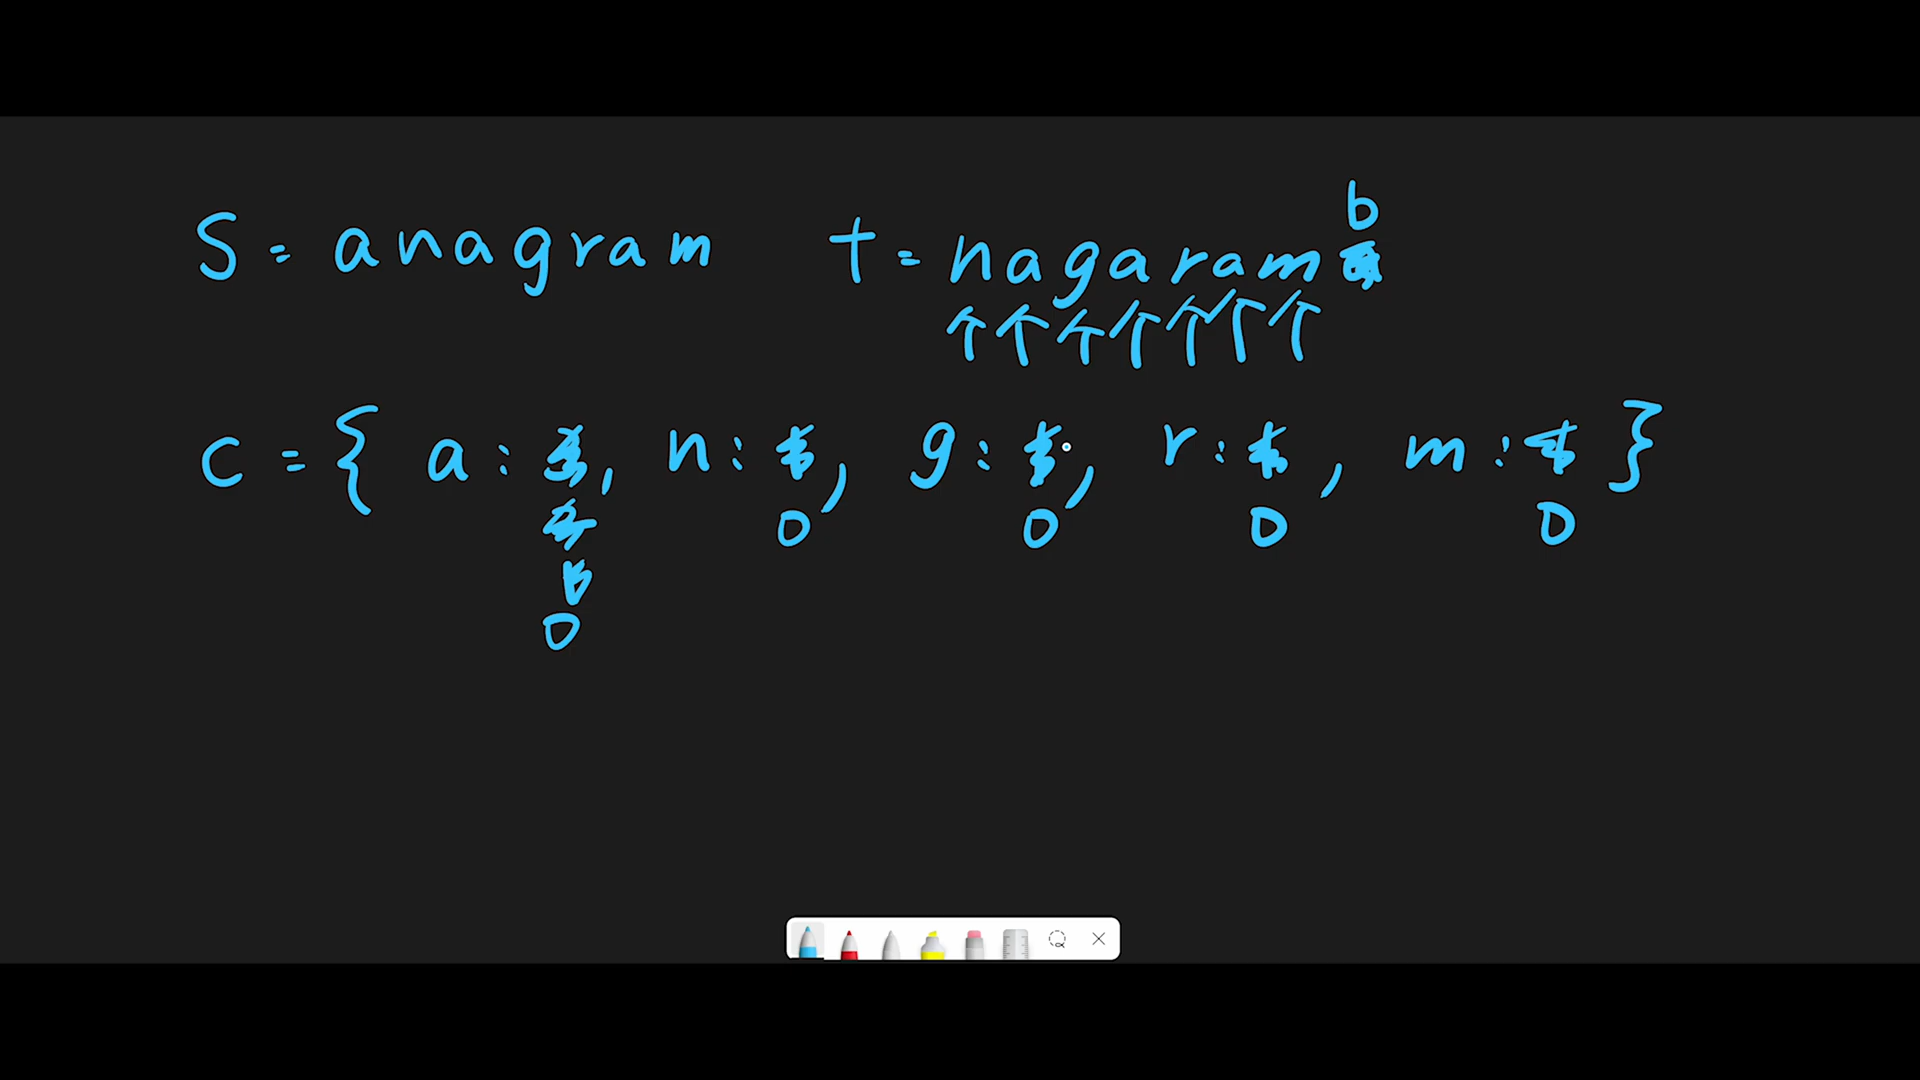 b
S = anagram t = nagaram
c = { a: , n: , g: , r: , m: }
0 0 0 0
0